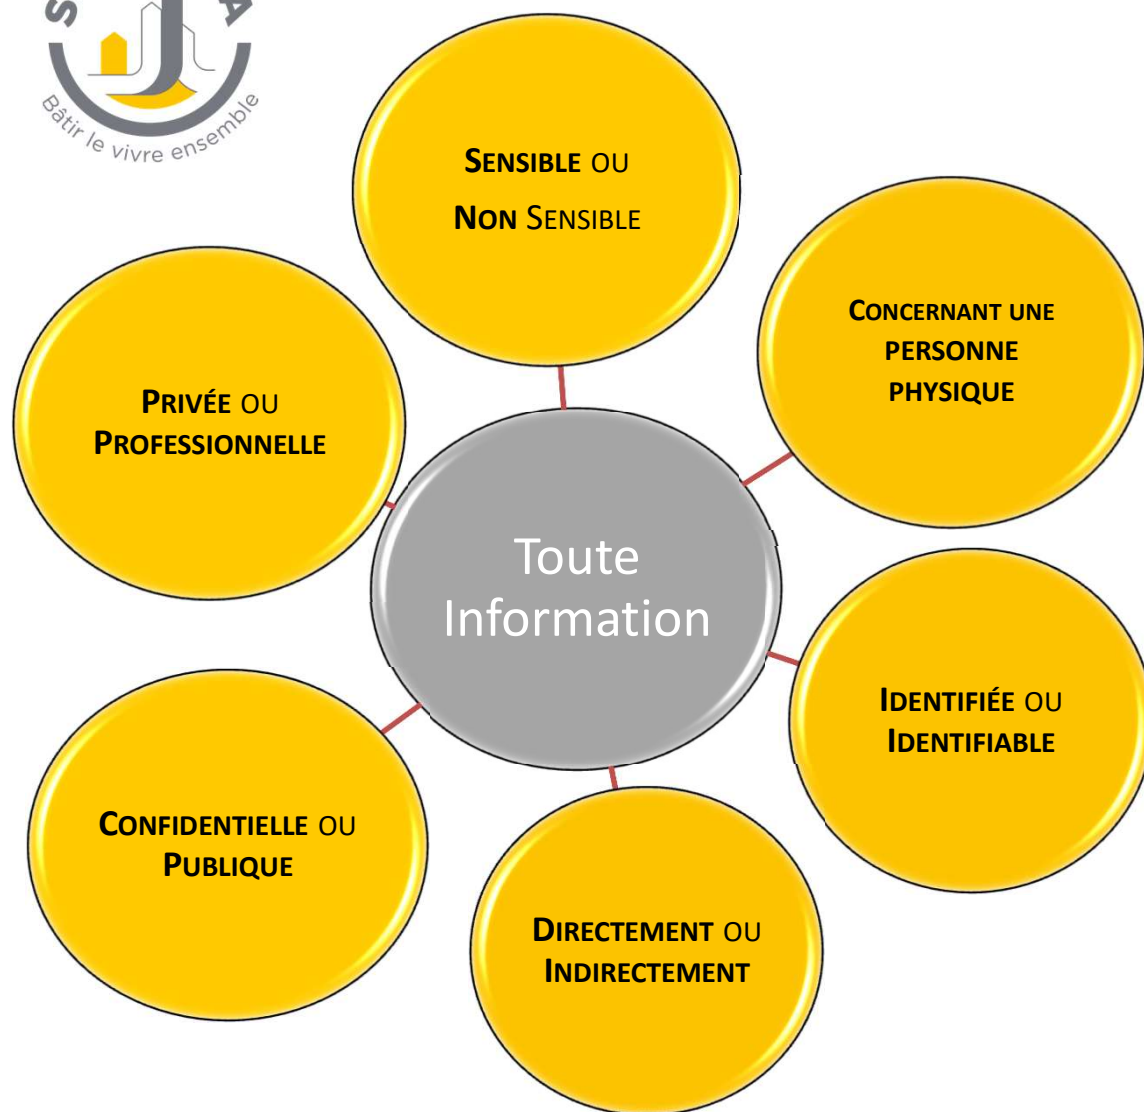 S J A
Bâtir le vivre ensemble
SENSIBLE OU
NON SENSIBLE
CONCERNANT UNE
PERSONNE
PHYSIQUE
PRIVÉE OU
PROFESSIONNELLE
Toute
Information
IDENTIFIÉE OU
IDENTIFIABLE
CONFIDENTIELLE OU
PUBLIQUE
DIRECTEMENT OU
INDIRECTEMENT